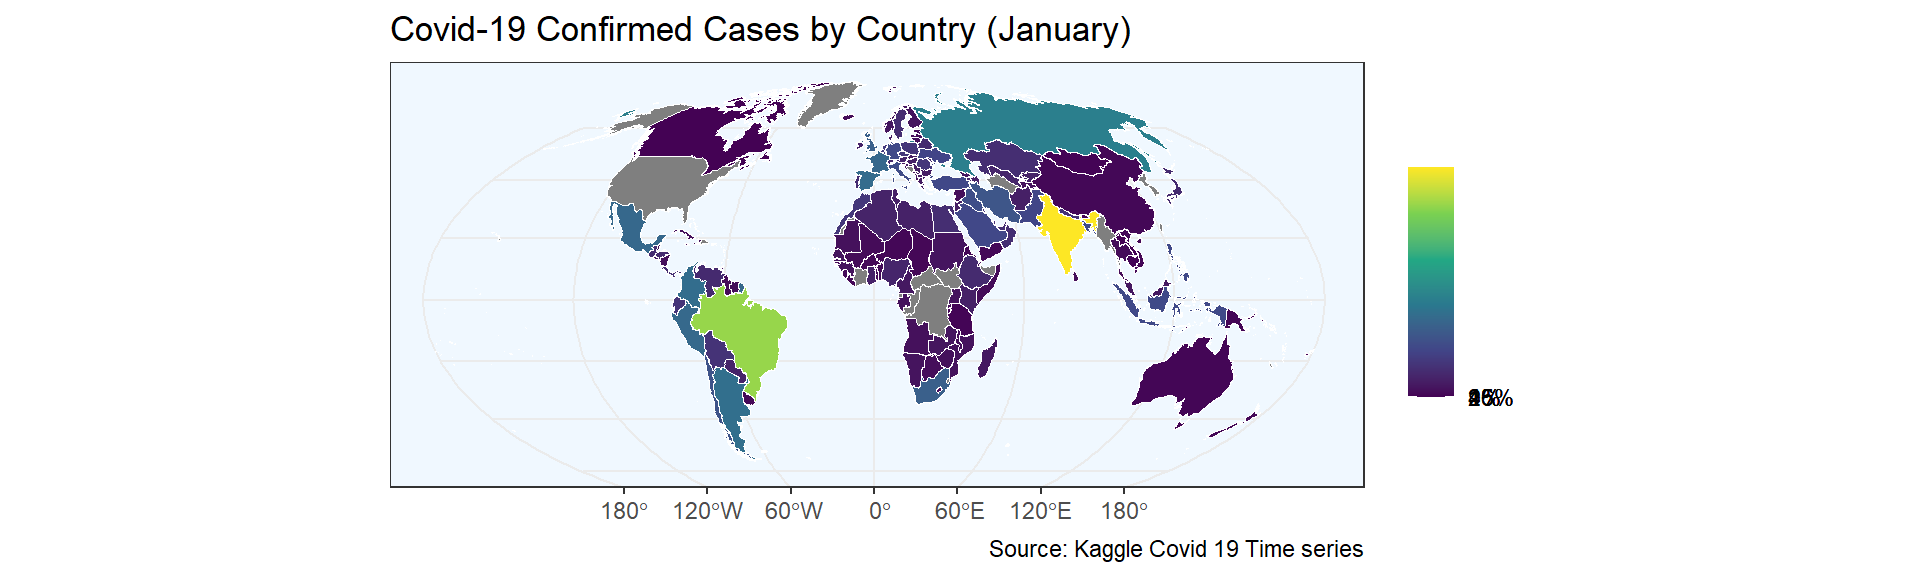 Covid-19 Confirmed Cases by Country (January)
180° 120°W 60°W 0° 60°E 120°E 180°
Source: Kaggle Covid 19 Time series